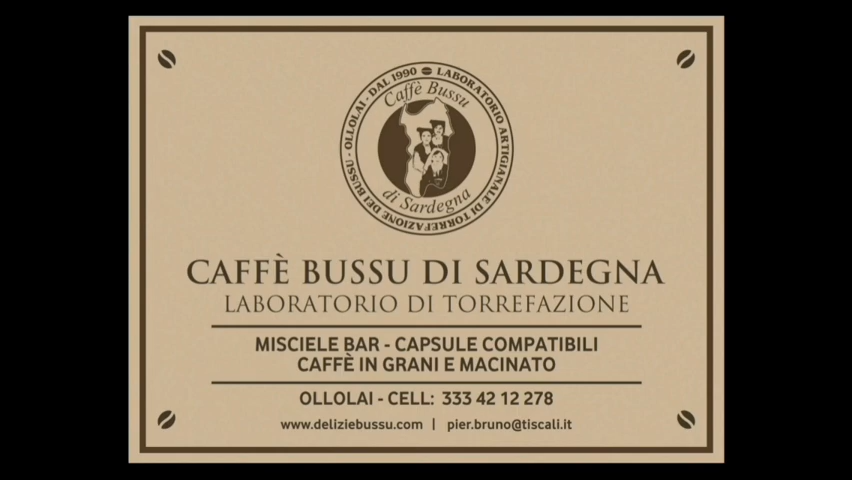 LABORATORIO ARTIGIANALE DI TORREFAZIONE DEI BUSSU - OLLOLAI - DAL 1990
Caffè Bussu
di Sardegna
CAFFÈ BUSSU DI SARDEGNA
LABORATORIO DI TORREFAZIONE
MISCIELE BAR - CAPSULE COMPATIBILI
CAFFÈ IN GRANI E MACINATO
OLLOLAI - CELL: 333 42 12 278
www.deliziebussu.com | pier.bruno@tiscali.it